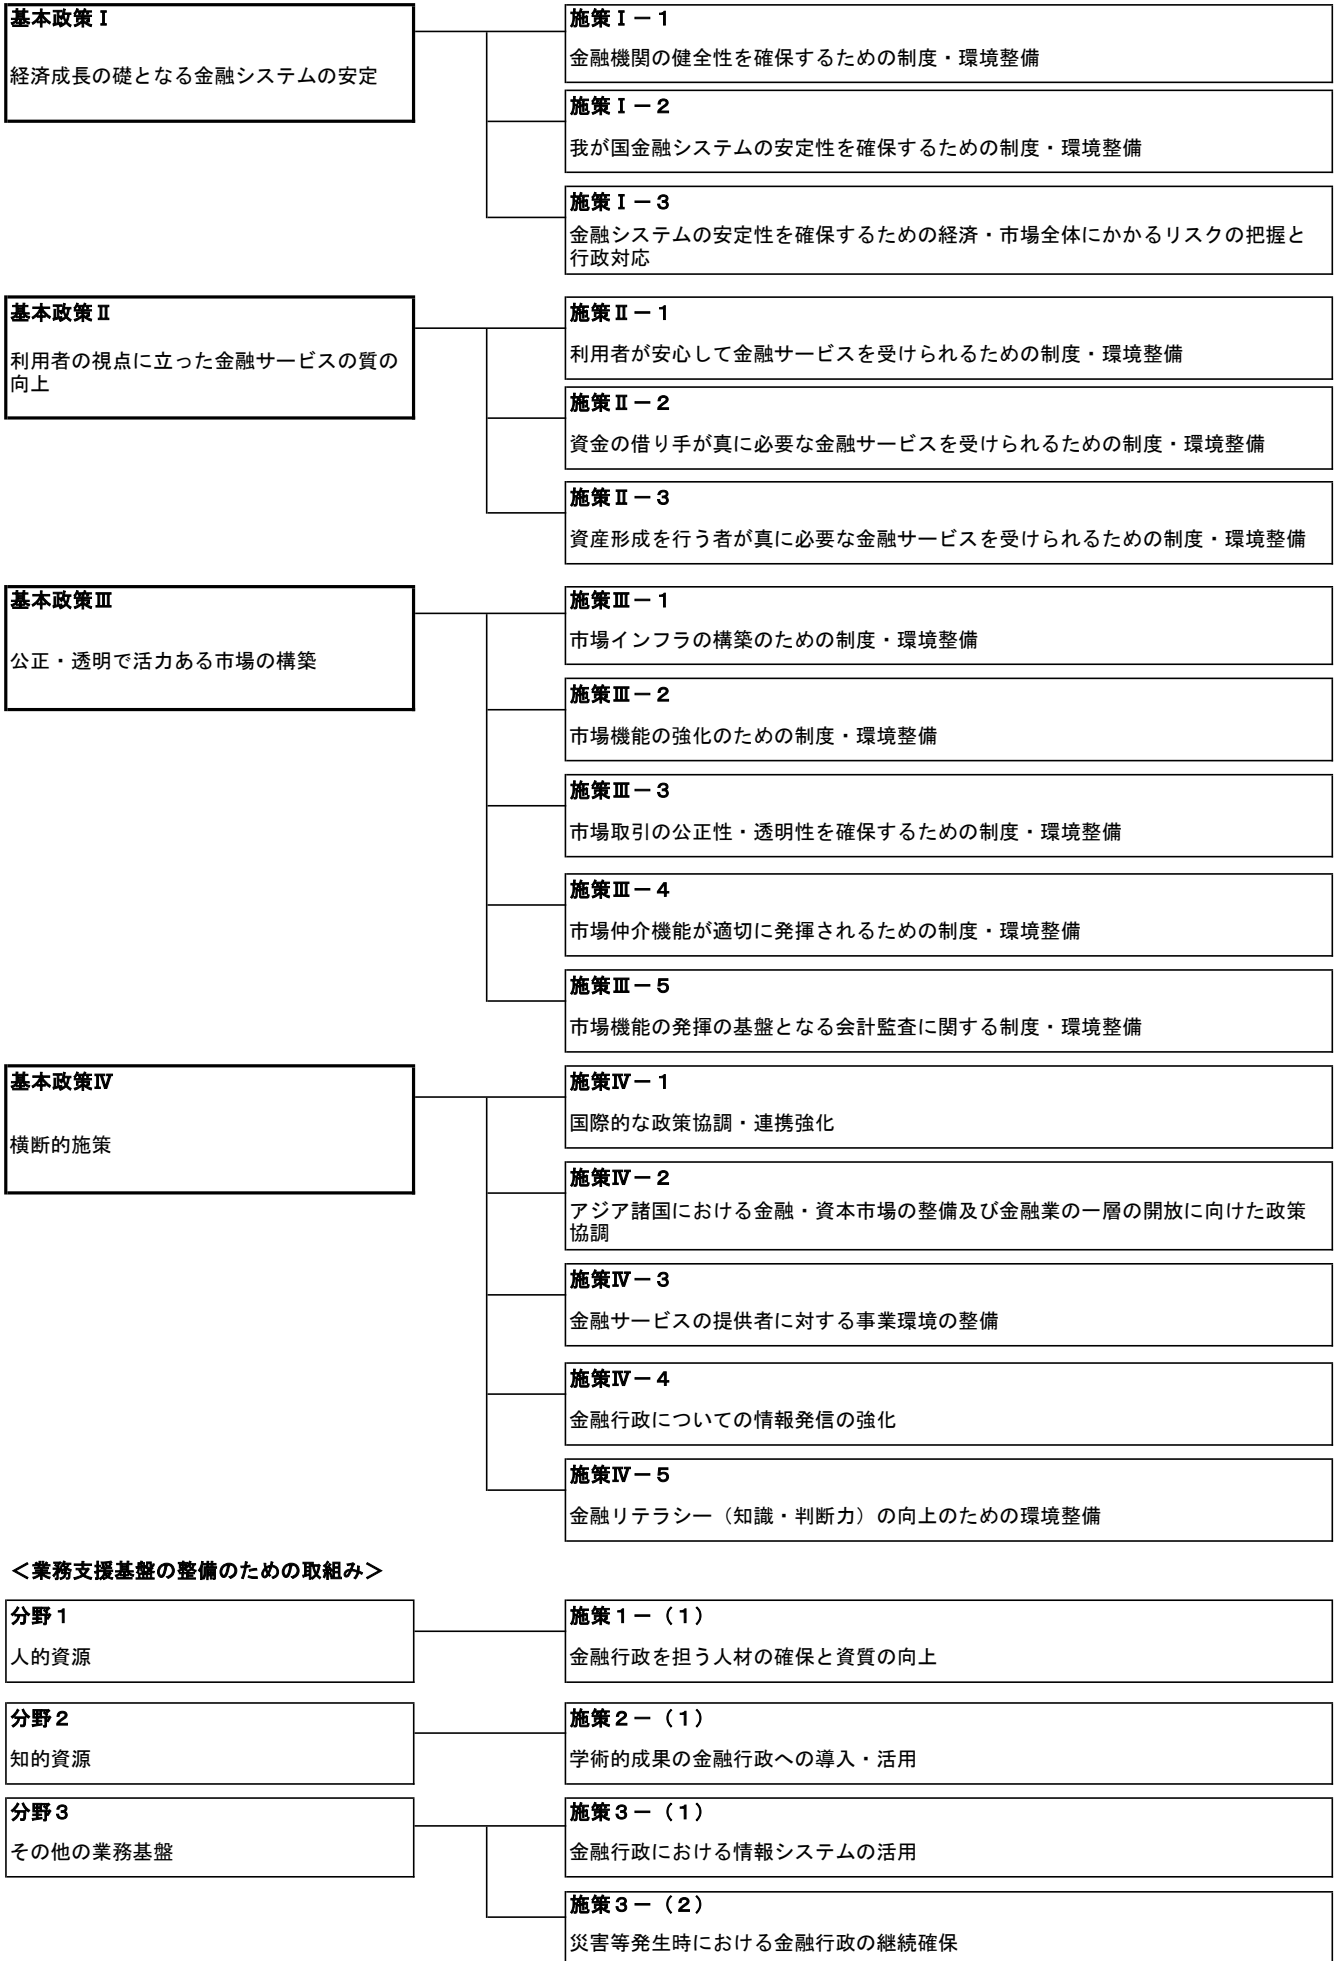 基本政策Ⅰ
経済成長の礎となる金融システムの安定
施策Ⅰ－１
金融機関の健全性を確保するための制度・環境整備
施策Ⅰ－２
我が国金融システムの安定性を確保するための制度・環境整備
施策Ⅰ－３
金融システムの安定性を確保するための経済・市場全体にかかるリスクの把握と
行政対応
基本政策Ⅱ
利用者の視点に立った金融サービスの質の
向上
施策Ⅱ－１
利用者が安心して金融サービスを受けられるための制度・環境整備
施策Ⅱ－２
資金の借り手が真に必要な金融サービスを受けられるための制度・環境整備
施策Ⅱ－３
資産形成を行う者が真に必要な金融サービスを受けられるための制度・環境整備
基本政策Ⅲ
公正・透明で活力ある市場の構築
施策Ⅲ－１
市場インフラの構築のための制度・環境整備
施策Ⅲ－２
市場機能の強化のための制度・環境整備
施策Ⅲ－３
市場取引の公正性・透明性を確保するための制度・環境整備
施策Ⅲ－４
市場仲介機能が適切に発揮されるための制度・環境整備
施策Ⅲ－５
市場機能の発揮の基盤となる会計監査に関する制度・環境整備
基本政策Ⅳ
横断的施策
施策Ⅳ－１
国際的な政策協調・連携強化
施策Ⅳ－２
アジア諸国における金融・資本市場の整備及び金融業の一層の開放に向けた政策
協調
施策Ⅳ－３
金融サービスの提供者に対する事業環境の整備
施策Ⅳ－４
金融行政についての情報発信の強化
施策Ⅳ－５
金融リテラシー（知識・判断力）の向上のための環境整備
＜業務支援基盤の整備のための取組み＞
分野１
人的資源
施策１－（１）
金融行政を担う人材の確保と資質の向上
分野２
知的資源
施策２－（１）
学術的成果の金融行政への導入・活用
分野３
その他の業務基盤
施策３－（１）
金融行政における情報システムの活用
施策３－（２）
災害等発生時における金融行政の継続確保